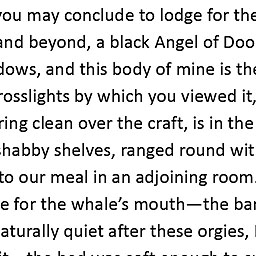 you may conclude to lodge for the
and beyond, a black Angel of Doo
dows, and this body of mine is the
rosslights by which you viewed it,
ring clean over the craft, is in the
shabby shelves, ranged round wit
to our meal in an adjoining room.
e for the whale’s mouth—the bar
aturally quiet after these orgies, I